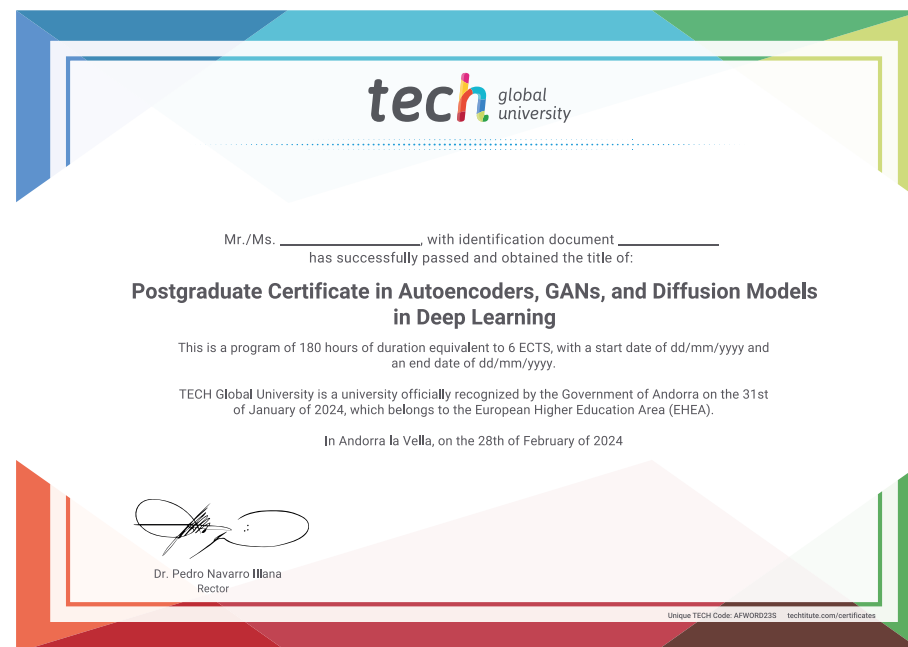 tech global university
Mr./Ms. ____________, with identification document ____________
has successfully passed and obtained the title of:
Postgraduate Certificate in Autoencoders, GANs, and Diffusion Models
in Deep Learning
This is a program of 180 hours of duration equivalent to 6 ECTS, with a start date of dd/mm/yyyy and
an end date of dd/mm/yyyy.
TECH Global University is a university officially recognized by the Government of Andorra on the 31st
of January of 2024, which belongs to the European Higher Education Area (EHEA).
In Andorra la Vella, on the 28th of February of 2024
Dr. Pedro Navarro Illana
Rector
Unique TECH Code: AFWORD23S techtitute.com/certificates